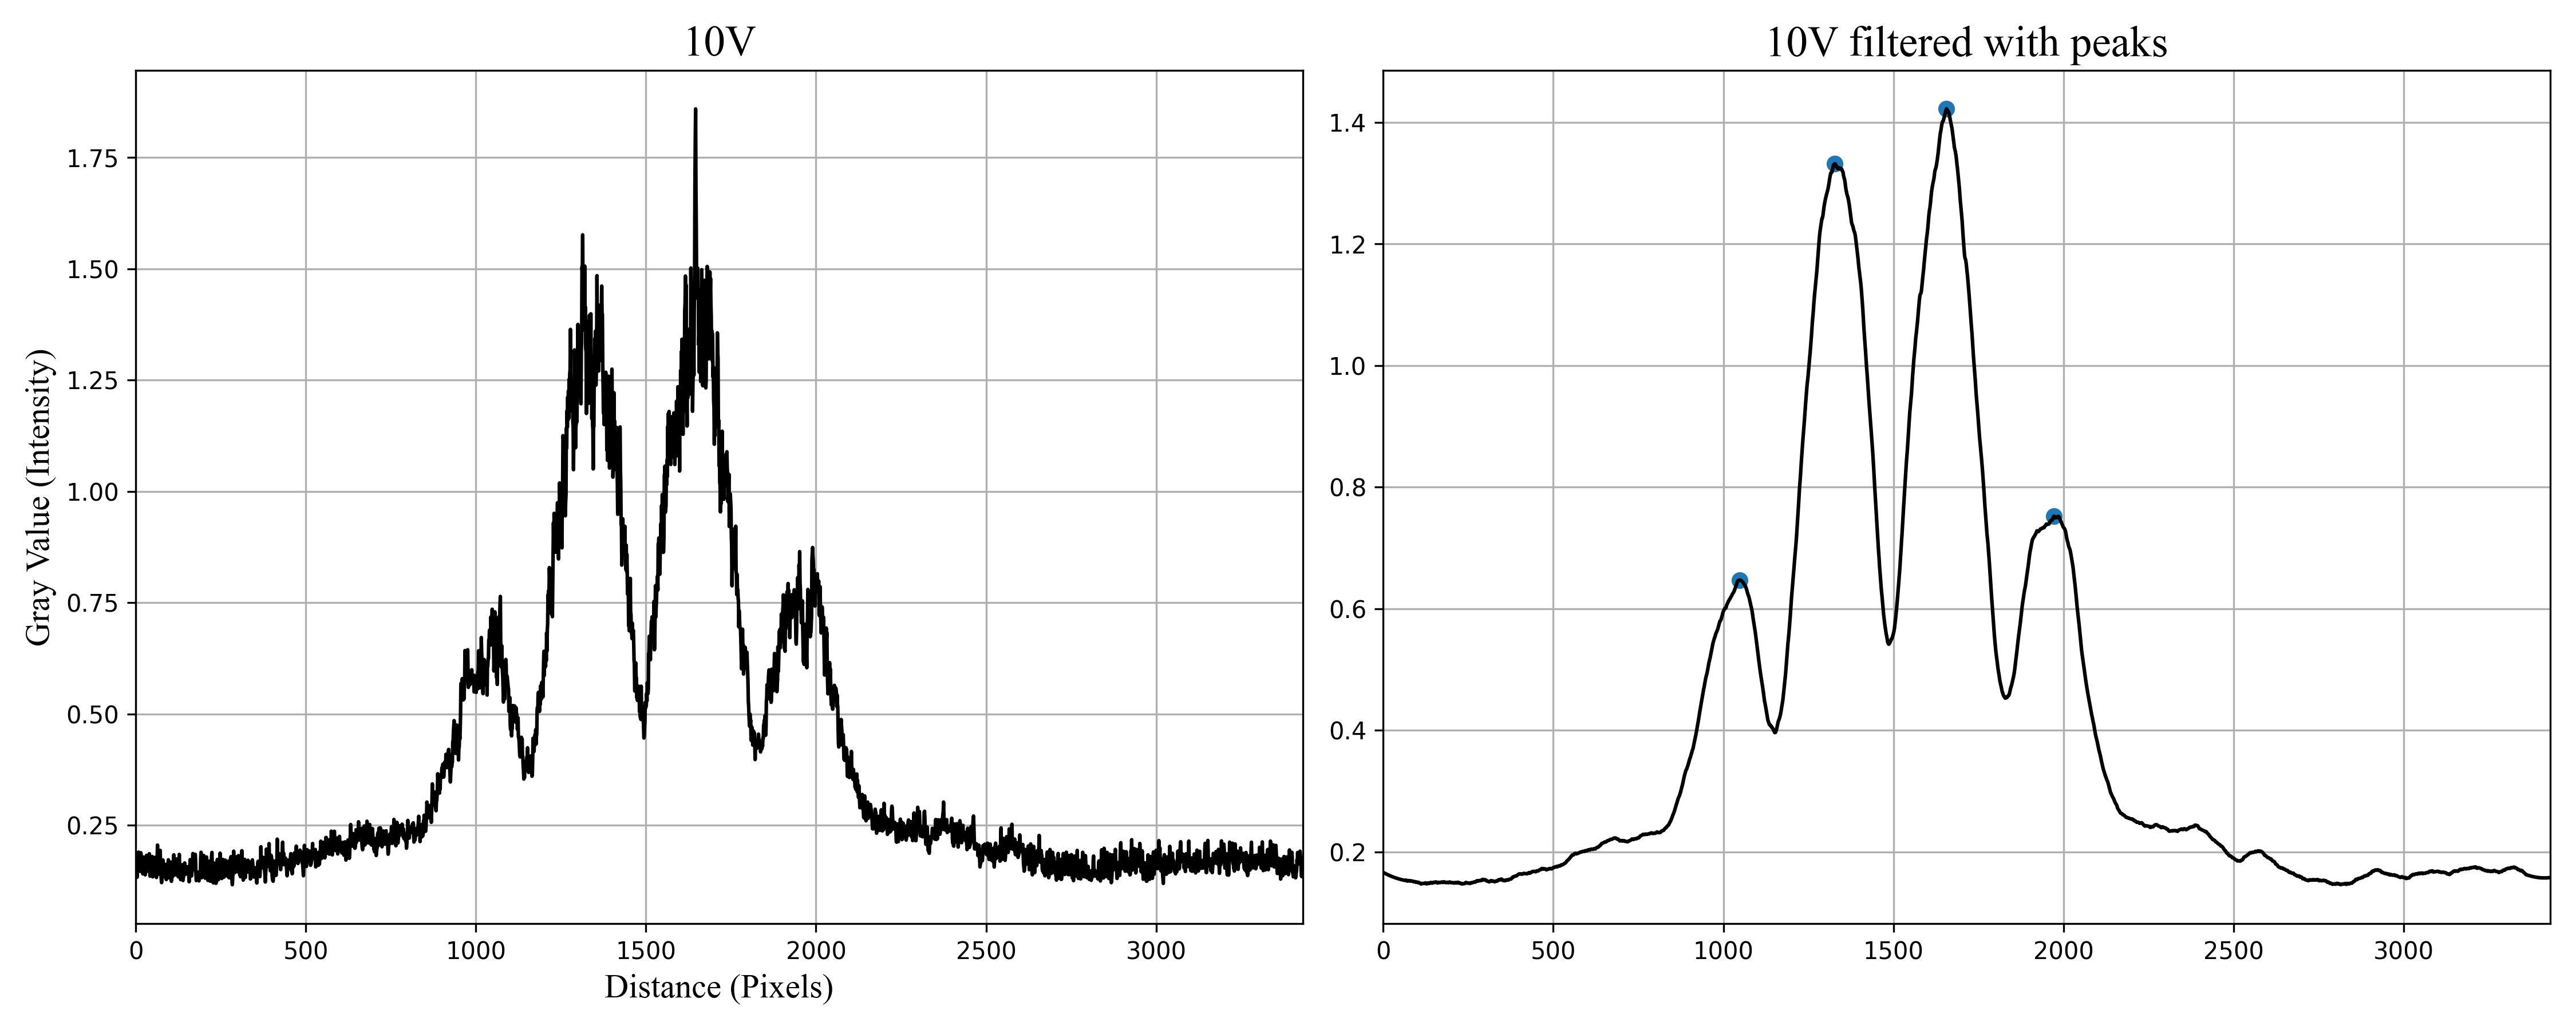 10V
10V filtered with peaks
Gray Value (Intensity)
1.75
1.50
1.25
1.00
0.75
0.50
0.25
0 500 1000 1500 2000 2500 3000
Distance (Pixels)
1.4
1.2
1.0
0.8
0.6
0.4
0.2
0 500 1000 1500 2000 2500 3000